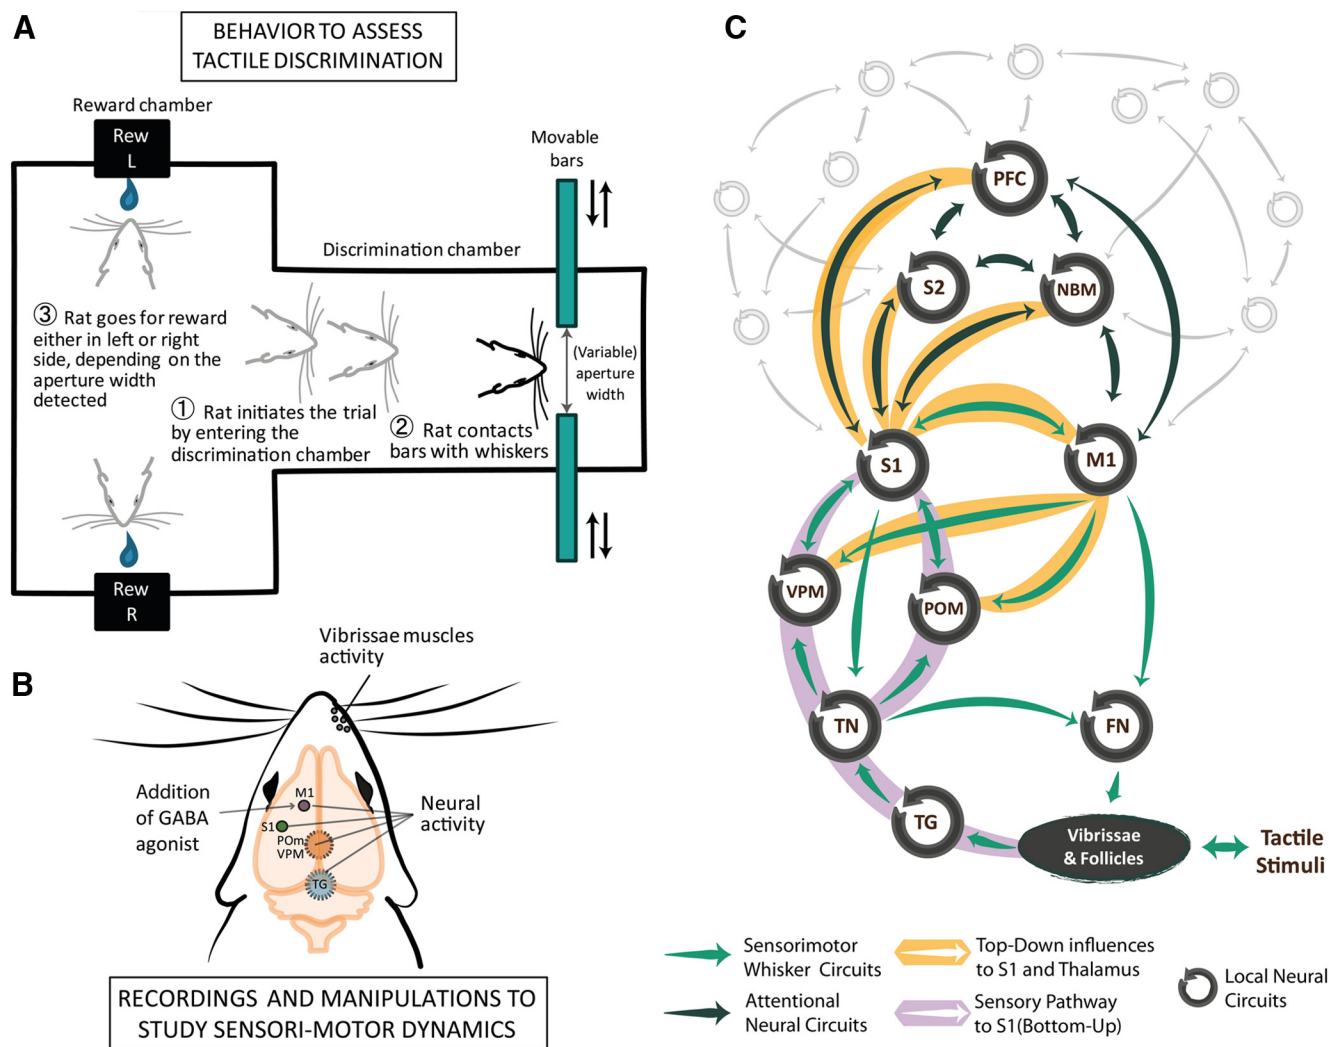 A
BEHAVIOR TO ASSESS
TACTILE DISCRIMINATION
Reward chamber
Rew
L
Movable
bars
Discrimination chamber
③ Rat goes for reward
either in left or right
side, depending on the
aperture width
detected
① Rat initiates the trial
by entering the
discrimination chamber
② Rat contacts
bars with whiskers
(Variable)
aperture
width
Rew
R
B
Vibrissae muscles
activity
Addition
of GABA
agonist
M1
S1
POm
VPM
TG
Neural
activity
RECORDINGS AND MANIPULATIONS TO
STUDY SENSORI-MOTOR DYNAMICS
C
PFC
S2
NBM
S1
M1
VPM
POM
TN
FN
TG
Vibrissae
& Follicles
Tactile
Stimuli
Sensorimotor
Whisker Circuits
Attentional
Neural Circuits
Top-Down influences
to S1 and Thalamus
Sensory Pathway
to S1(Bottom-Up)
Local Neural
Circuits